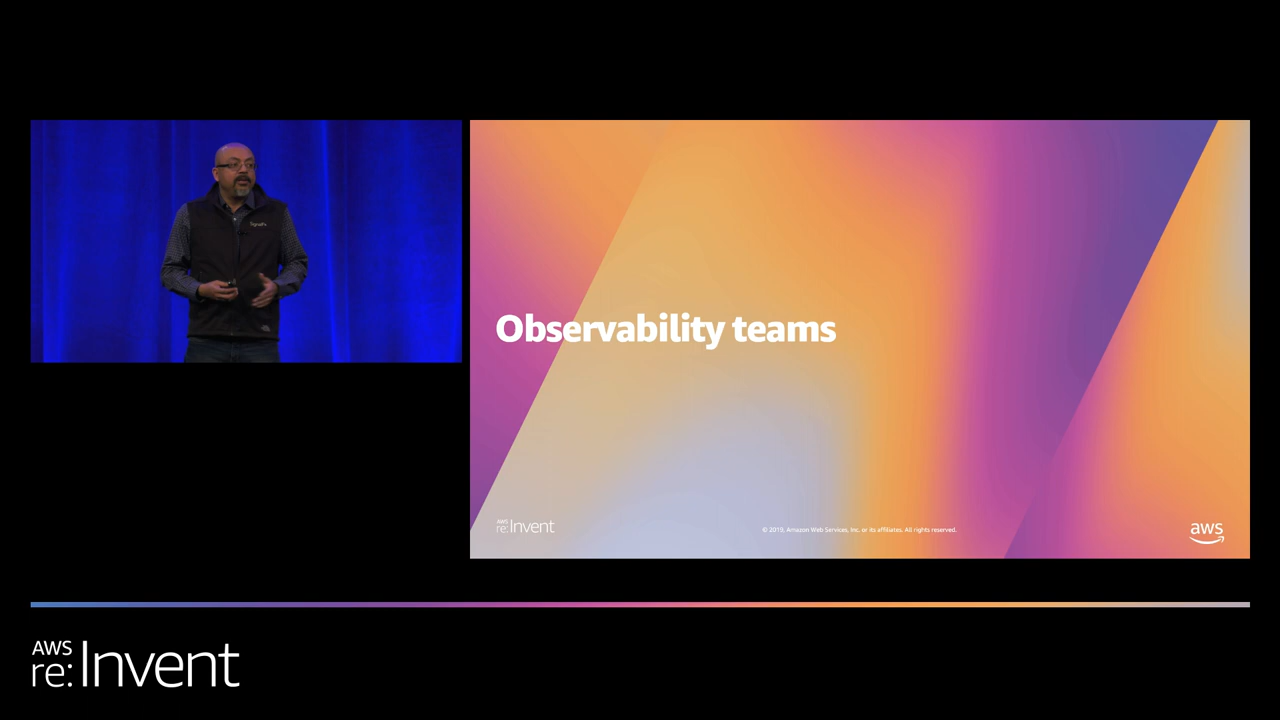 Observability teams
AWS
re:Invent
© 2019, Amazon Web Services, Inc. or its affiliates. All rights reserved.
aws
AWS
re:Invent